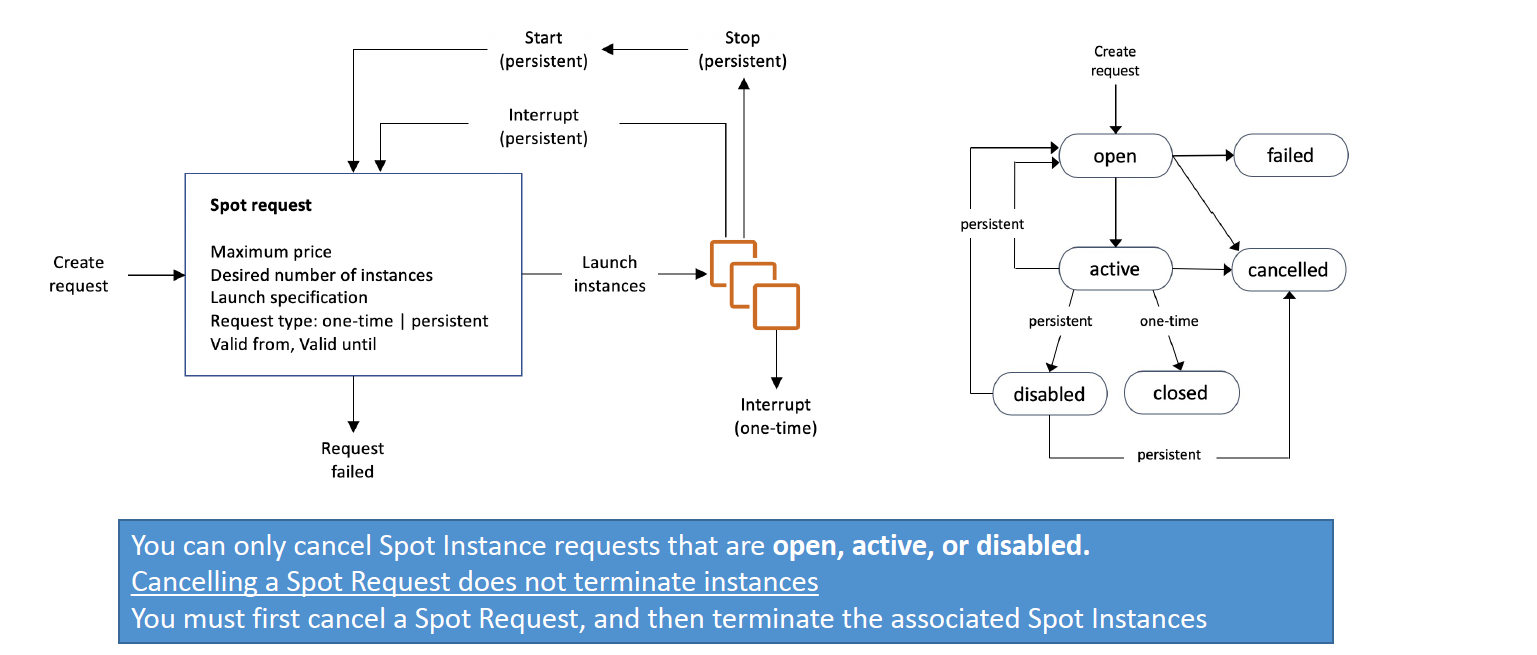 Start
(persistent)
Stop
(persistent)
Interrupt
(persistent)
Spot request
Maximum price
Desired number of instances
Launch specification
Request type: one-time | persistent
Valid from, Valid until
Create
request
Launch
instances
Request
failed
Interrupt
(one-time)
Create
request
open
failed
persistent
active
cancelled
persistent
one-time
disabled
closed
persistent
You can only cancel Spot Instance requests that are open, active, or disabled.
Cancelling a Spot Request does not terminate instances
You must first cancel a Spot Request, and then terminate the associated Spot Instances